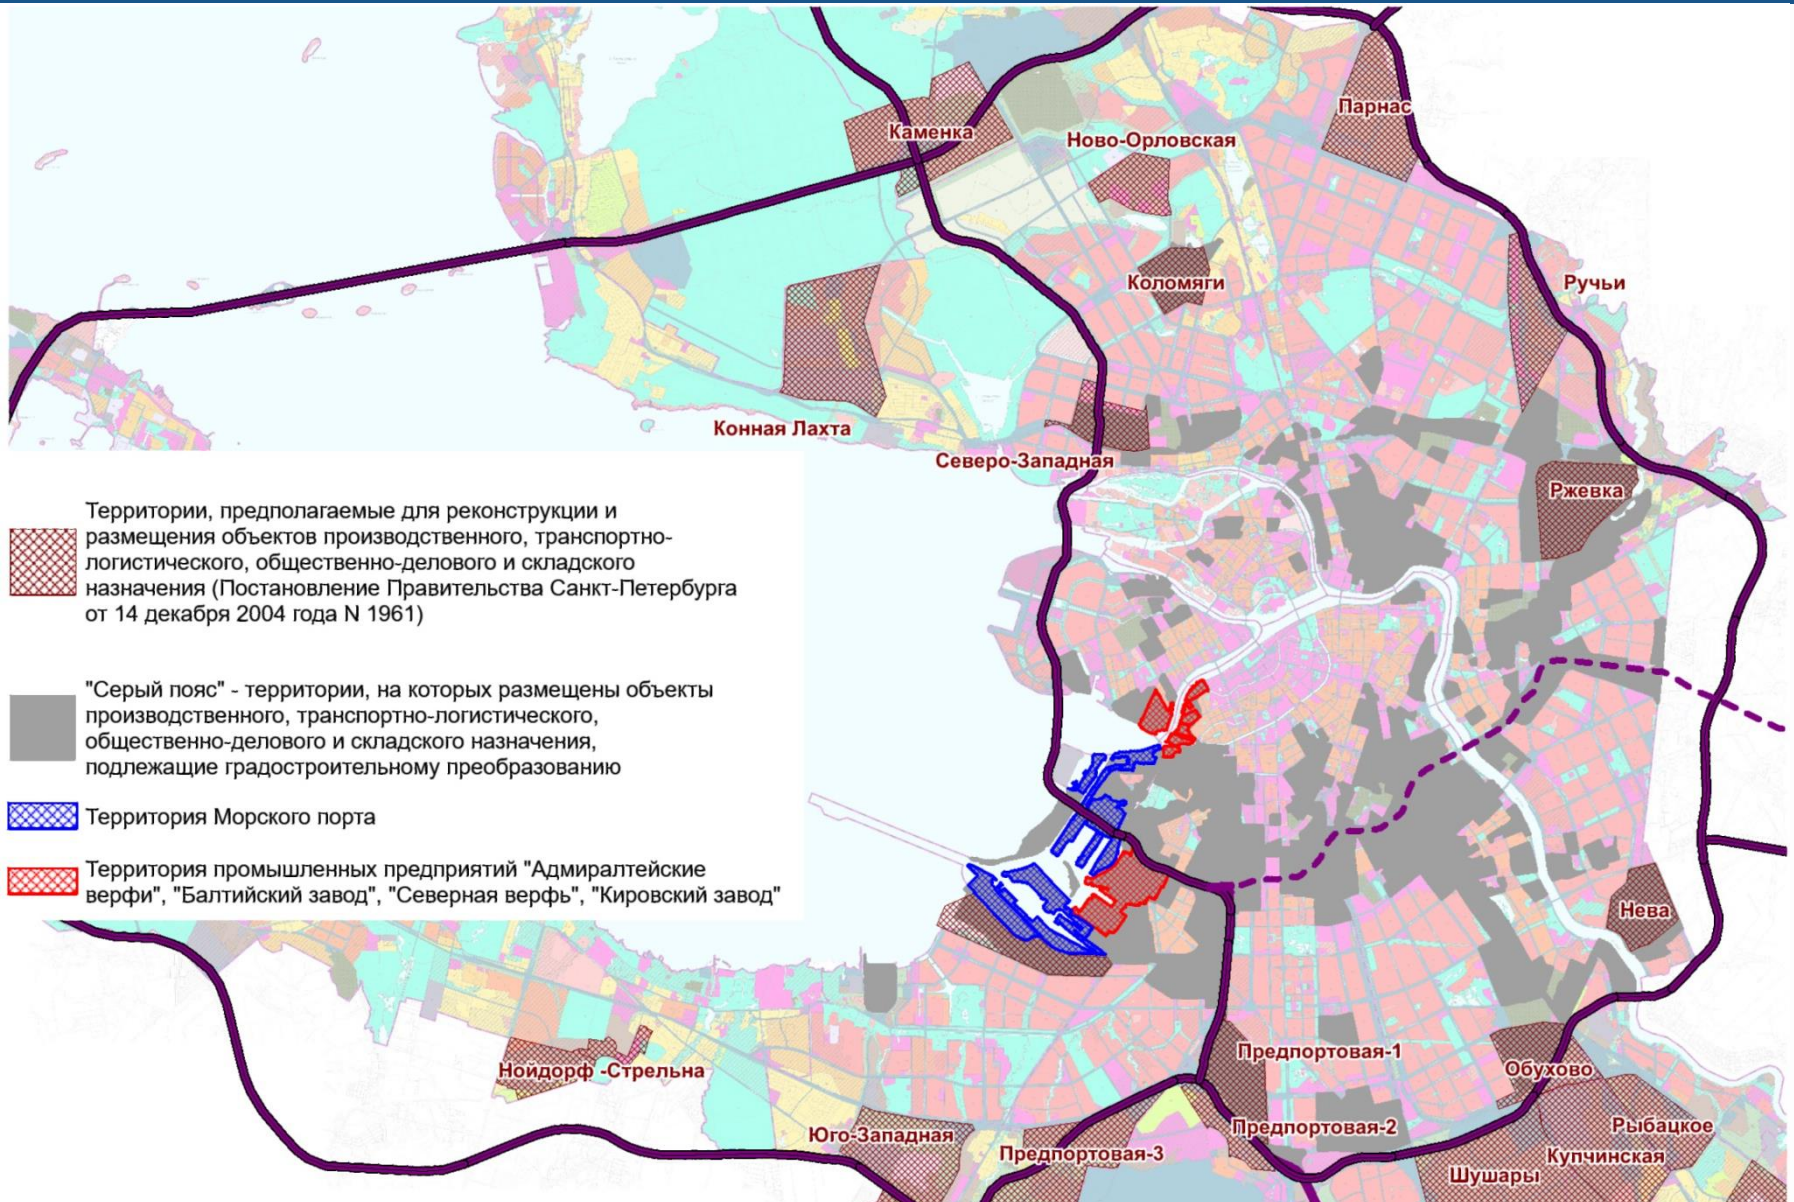 Парнас
Каменка
Ново-Орловская
Коломяги
Ручьи
Конная Лахта
Северо-Западная
Ржевка
Территории, предполагаемые для реконструкции и
размещения объектов производственного, транспортно-
логистического, общественно-делового и складского
назначения (Постановление Правительства Санкт-Петербурга
от 14 декабря 2004 года N 1961)
"Серый пояс" - территории, на которых размещены объекты
производственного, транспортно-логистического,
общественно-делового и складского назначения,
подлежащие градостроительному преобразованию
Территория Морского порта
Территория промышленных предприятий "Адмиралтейские
верфи", "Балтийский завод", "Северная верфь", "Кировский завод"
Нева
Нойдорф -Стрельна
Предпортовая-1
Обухово
Юго-Западная
Предпортовая-3
Предпортовая-2
Рыбацкое
Купчинская
Шушары